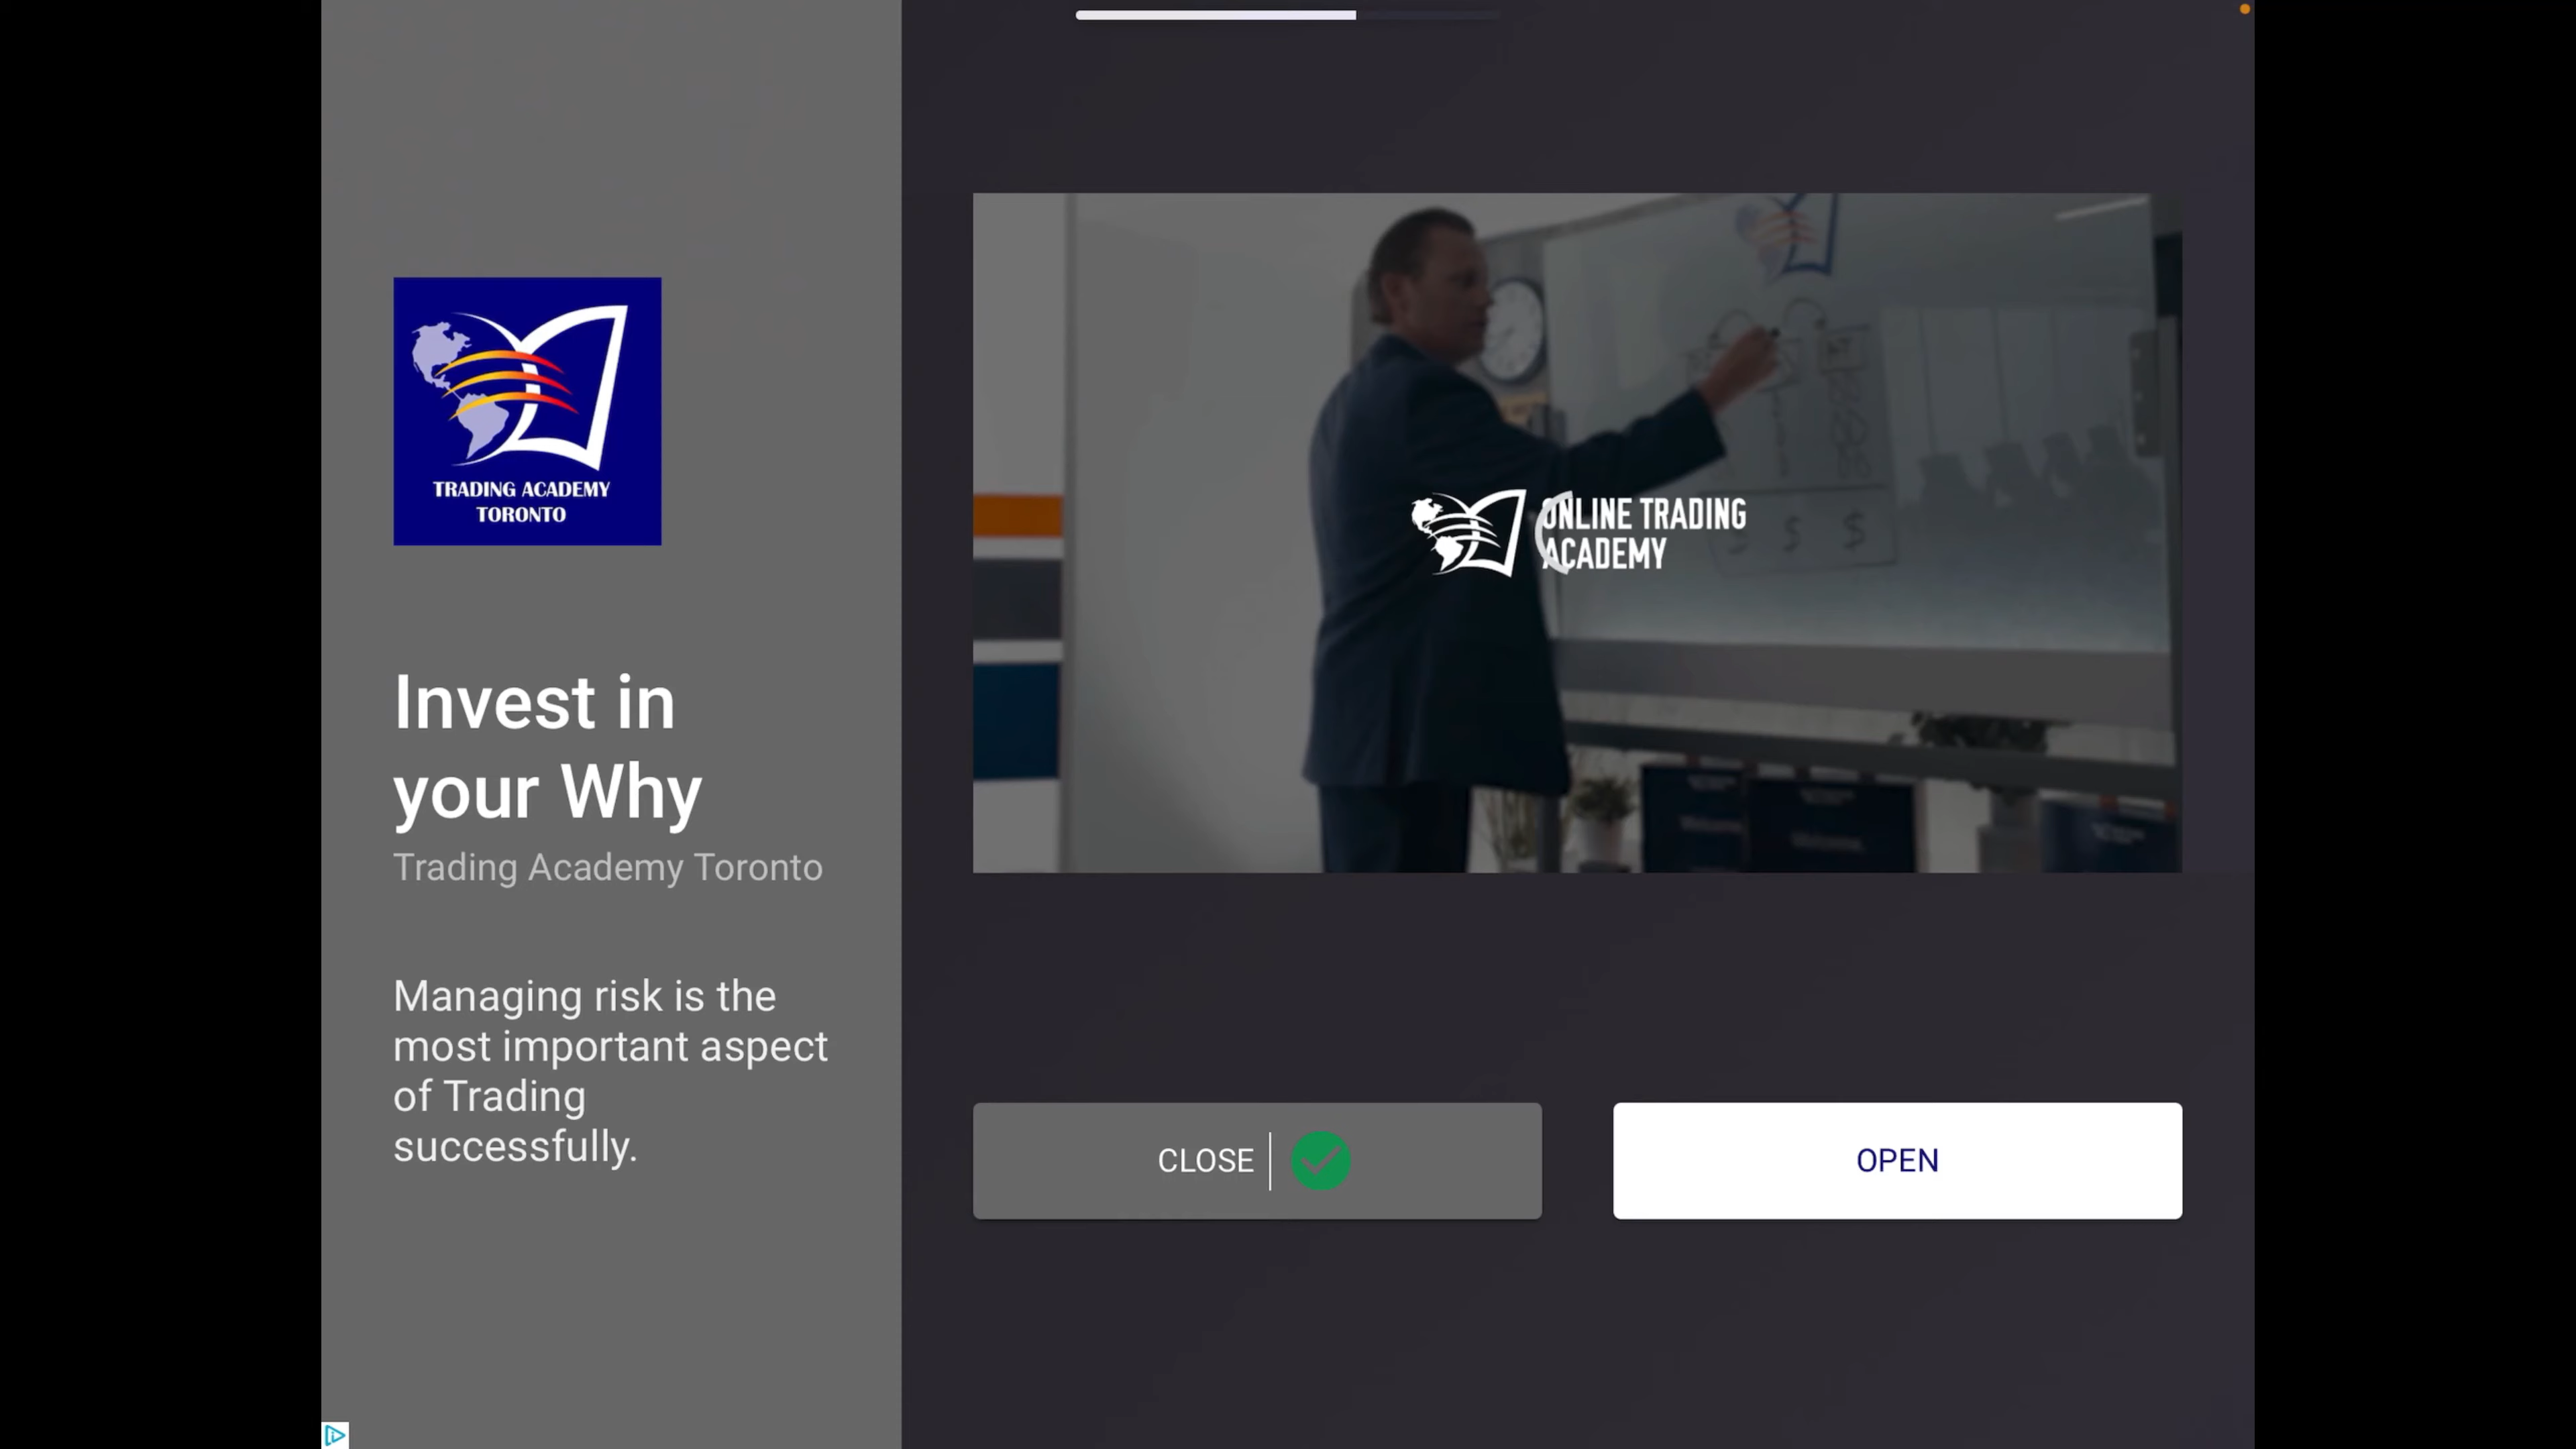 TRADING ACADEMY
TORONTO
Invest in
your Why
Trading Academy Toronto
Managing risk is the
most important aspect
of Trading
successfully.
ONLINE TRADING
ACADEMY
$ $
CLOSE
OPEN